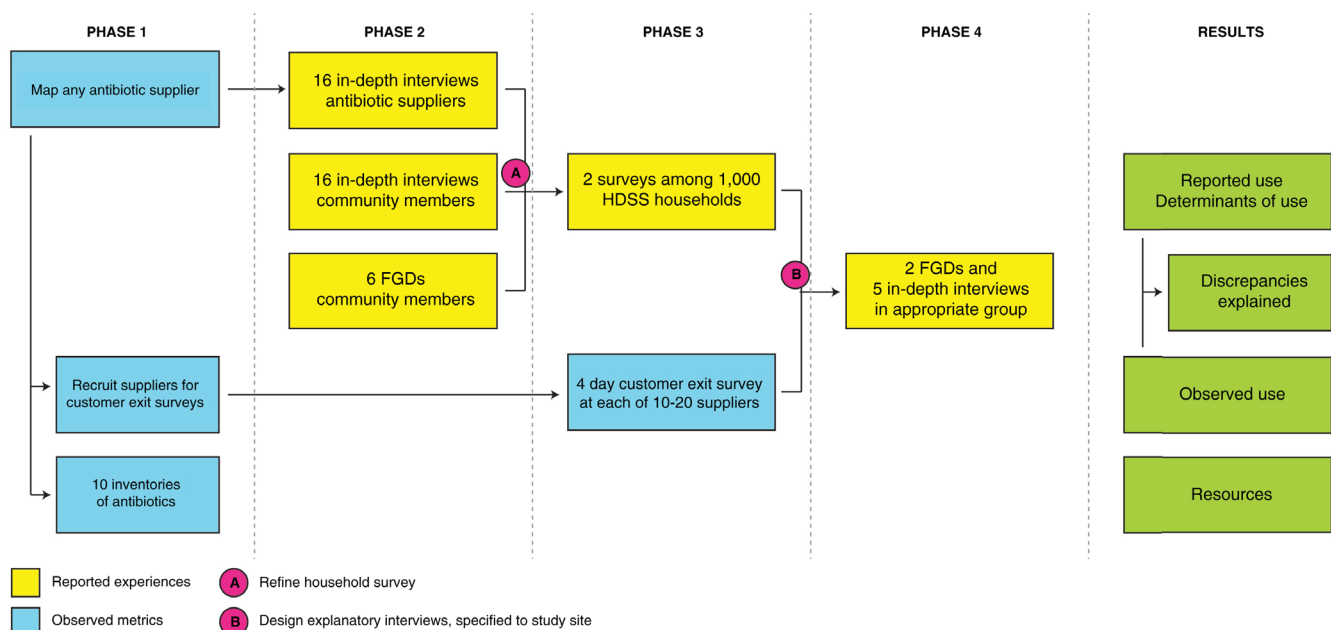 PHASE 1
PHASE 2
PHASE 3
PHASE 4
RESULTS
Map any antibiotic supplier
16 in-depth interviews
antibiotic suppliers
16 in-depth interviews
community members
A
2 surveys among 1,000
HDSS households
Reported use
Determinants of use
6 FGDs
community members
B
2 FGDs and
5 in-depth interviews
in appropriate group
Discrepancies
explained
Recruit suppliers for
customer exit surveys
4 day customer exit survey
at each of 10-20 suppliers
Observed use
10 inventories
of antibiotics
Resources
Reported experiences
A
Refine household survey
Observed metrics
B
Design explanatory interviews, specified to study site